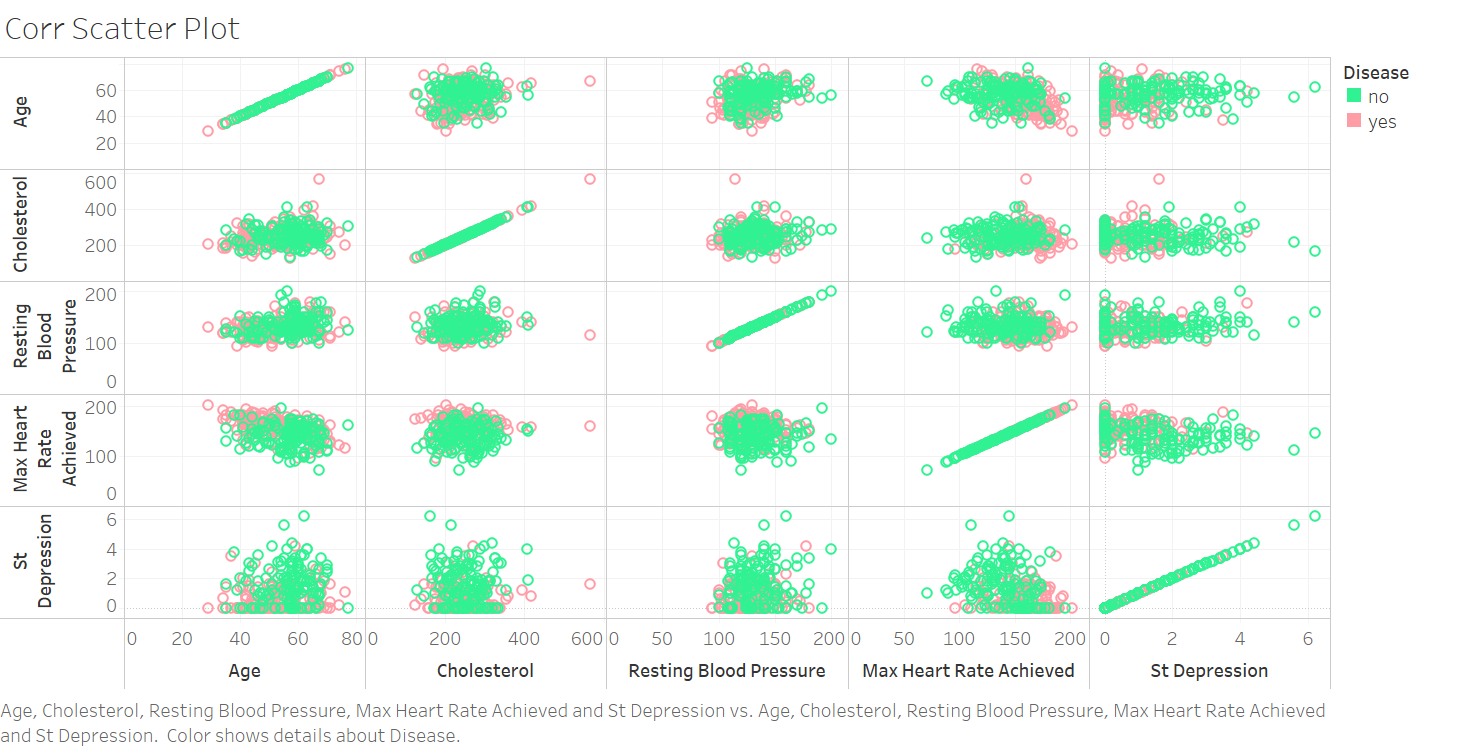 Corr Scatter Plot
Disease
no
yes
Age
60
40
20
Cholesterol
600
400
200
Resting
Blood
Pressure
200
100
0
Max Heart
Rate
Achieved
200
100
0
St
Depression
6
4
2
0
0 20 40 60 80 0 200 400 600 0 50 100 150 200 0 50 100 150 200 0 2 4 6
Age Cholesterol Resting Blood Pressure Max Heart Rate Achieved St Depression
Age, Cholesterol, Resting Blood Pressure, Max Heart Rate Achieved and St Depression vs. Age, Cholesterol, Resting Blood Pressure, Max Heart Rate Achieved
and St Depression. Color shows details about Disease.